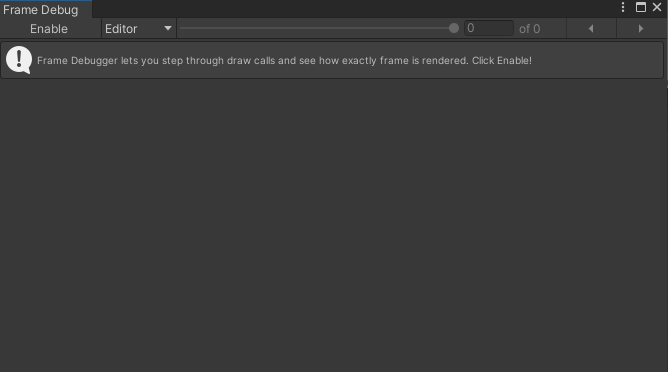 Frame Debug
Enable Editor 0 of 0
Frame Debugger lets you step through draw calls and see how exactly frame is rendered. Click Enable!